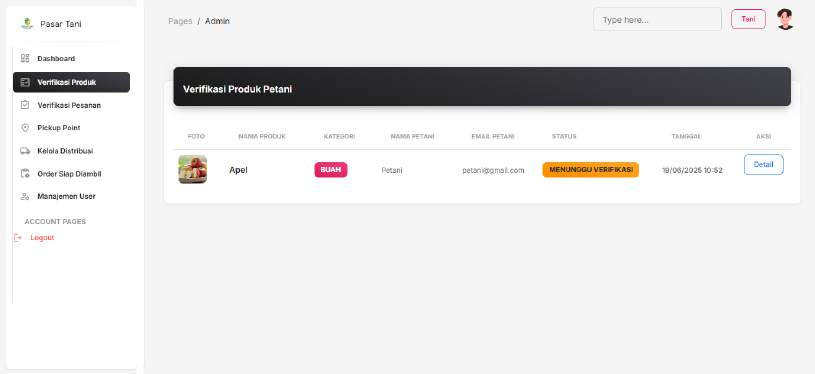 Pasar Tani
Pages / Admin
Type here...
Tani
Dashboard
Verifikasi Produk
Verifikasi Pesanan
Pickup Point
Kelola Distribusi
Order Siap Diambil
Manajemen User
ACCOUNT PAGES
Logout
Verifikasi Produk Petani
FOTO NAMA PRODUK KATEGORI NAMA PETANI EMAIL PETANI STATUS TANGGAL AKSI
Apel BUAH Petani petani@gmail.com MENUNGGU VERIFIKASI 19/06/2025 10:52 Detail